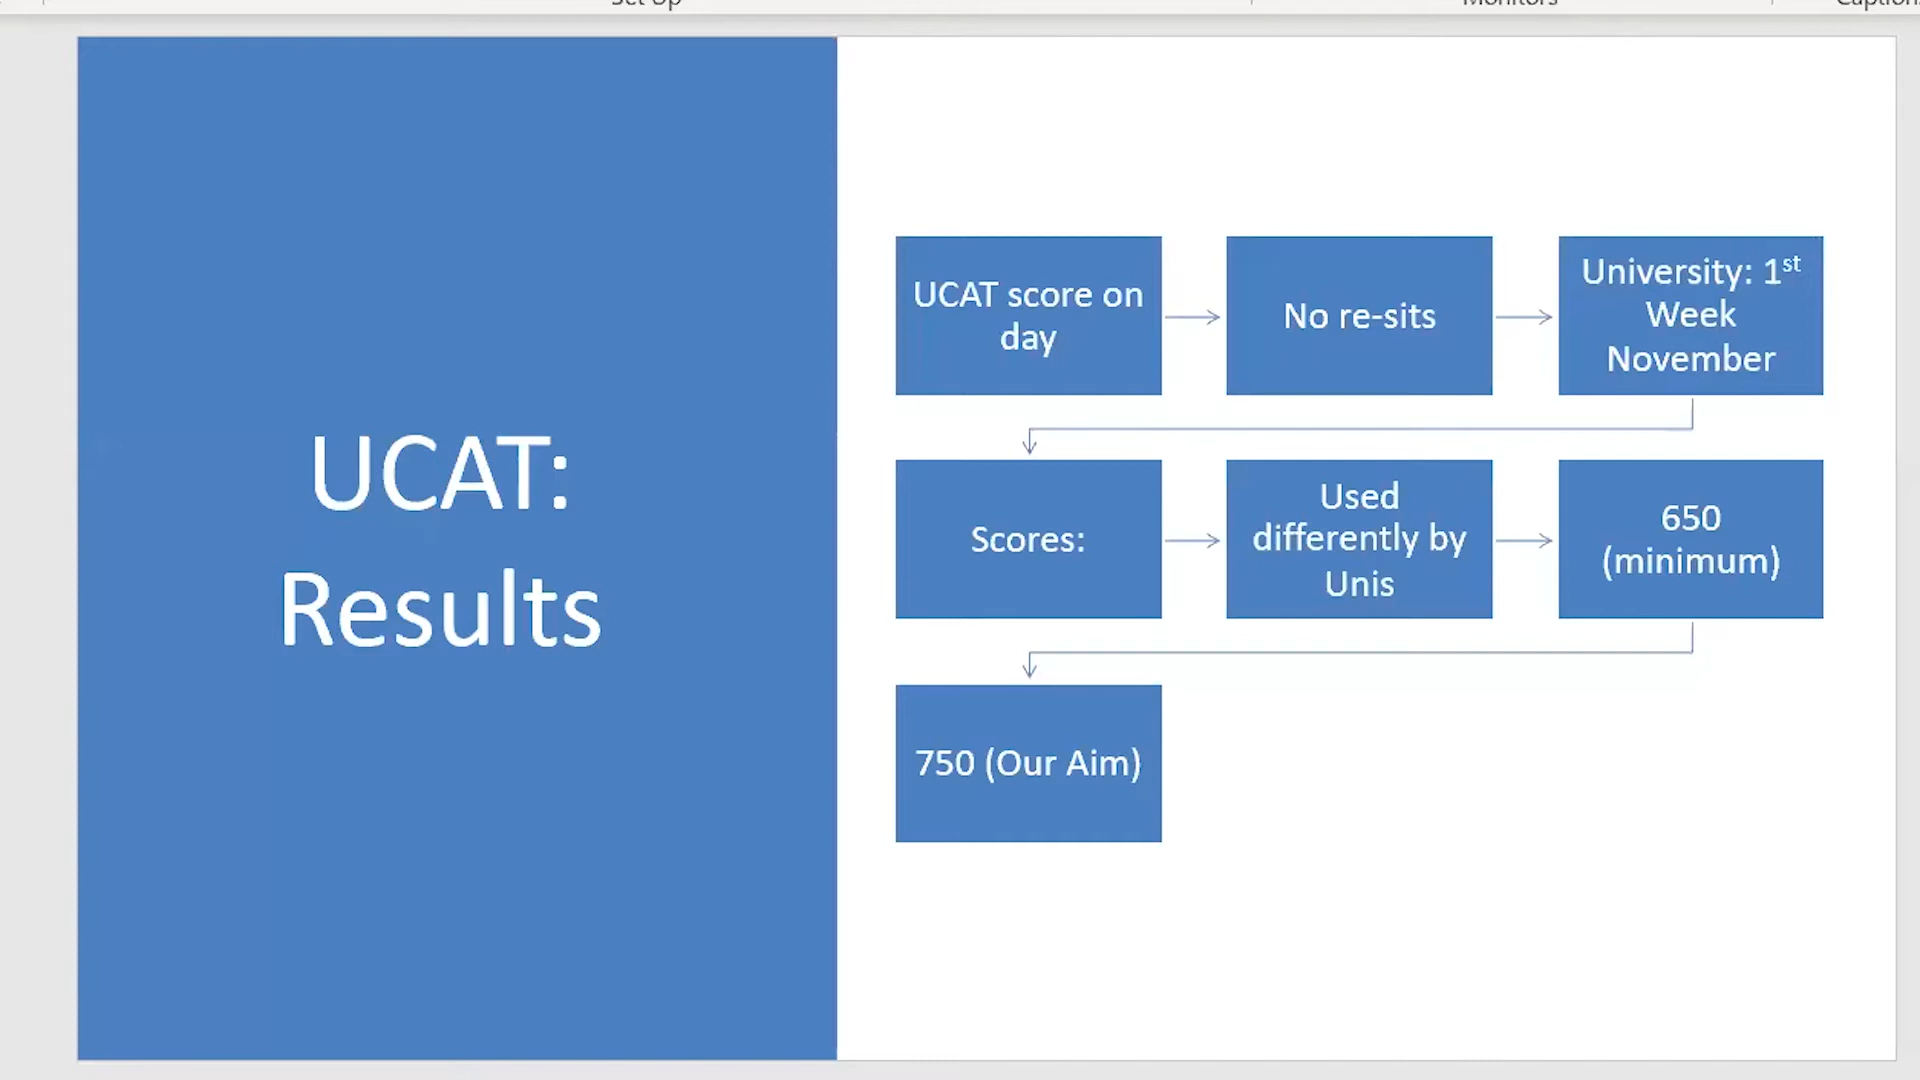 Set Up
Monitors
UCAT:
Results
UCAT score on
day
No re-sits
University: 1st
Week
November
Scores:
Used
differently by
Unis
650
(minimum)
750 (Our Aim)